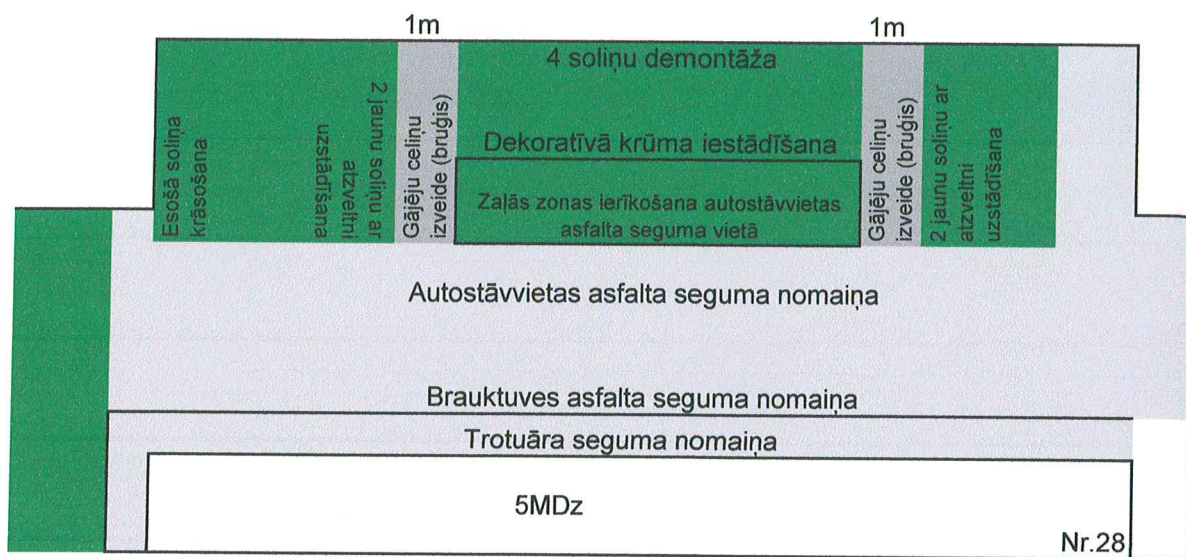 1m
1m
4 soliņu demontāža
Esošā soliņa
krāsošana
2 jaunu soliņu ar
atzveltni
uzstādīšana
Gājēju celiņu
izveide (bruģis)
Dekoratīvā krūma iestādīšana
Zaļās zonas ierīkošana autostāvvietas
asfalta seguma vietā
Gājēju celiņu
izveide (bruģis)
2 jaunu soliņu ar
atzveltni
uzstādīšana
Autostāvvietas asfalta seguma nomaiņa
Brauktuves asfalta seguma nomaiņa
Trotuāra seguma nomaiņa
5MDz
Nr.28